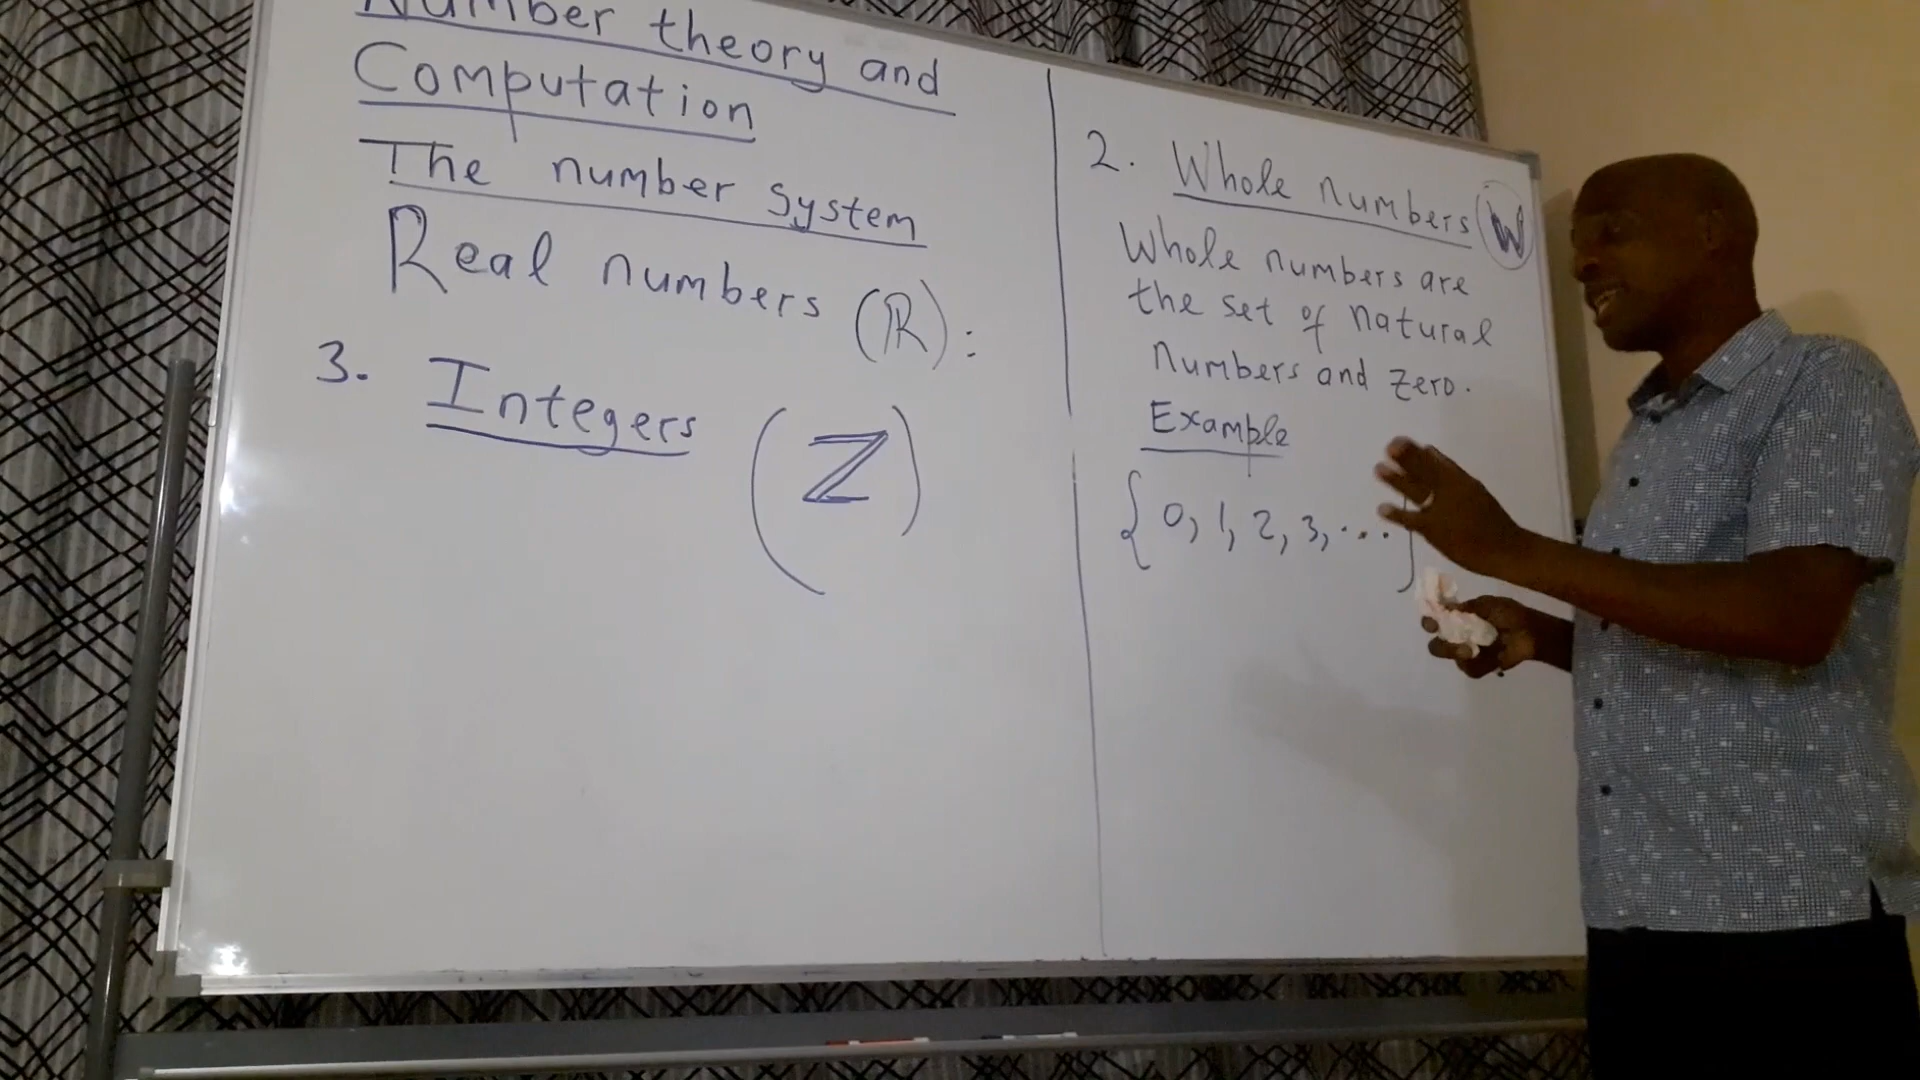 Number theory and
Computation
The number system
Real numbers (ℝ):
3. Integers (ℤ)
2. Whole numbers W
Whole numbers are
the set of natural
numbers and zero.
Example
{0, 1, 2, 3, ...}